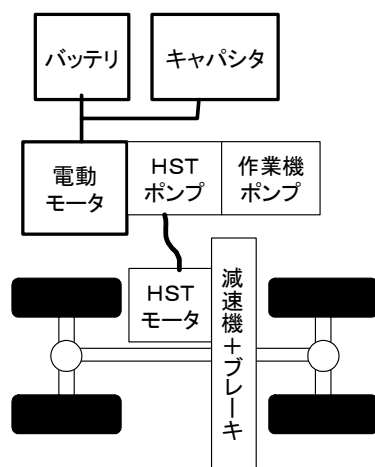 バッテリ
キャパシタ
電動
モータ
HST
ポンプ
作業機
ポンプ
HST
モータ
減速機＋ブレーキ